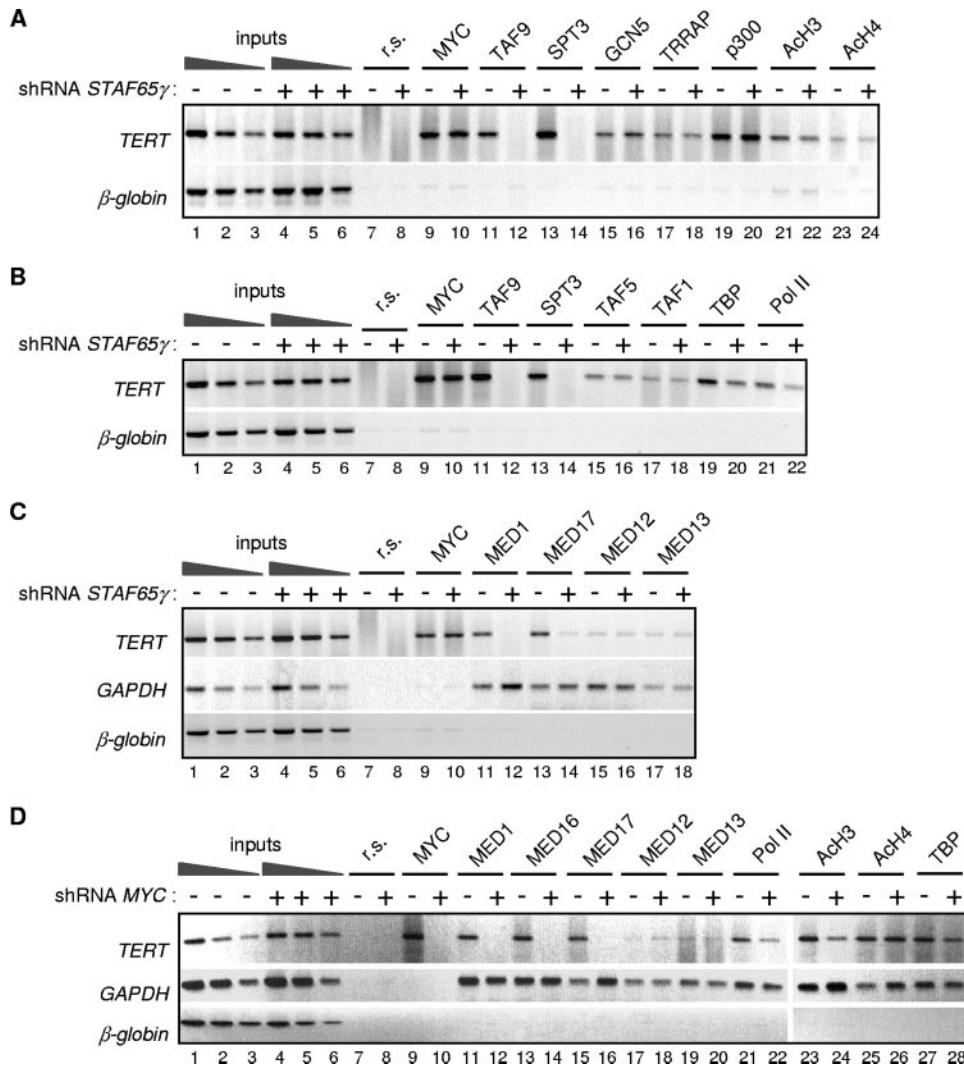 A
inputs r.s. MYC TAF9 SPT3 GCN5 TRRAP p300 AcH3 AcH4
shRNA STAF65γ: - - - + + + - + - + - + - + - + - + - + - + - +
TERT
β-globin
1 2 3 4 5 6 7 8 9 10 11 12 13 14 15 16 17 18 19 20 21 22 23 24
B
inputs r.s. MYC TAF9 SPT3 TAF5 TAF1 TBP Pol II
shRNA STAF65γ: - - - + + + - + - + - + - + - + - + - + - +
TERT
β-globin
1 2 3 4 5 6 7 8 9 10 11 12 13 14 15 16 17 18 19 20 21 22
C
inputs r.s. MYC MED1 MED17 MED12 MED13
shRNA STAF65γ: - - - + + + - + - + - + - + - + - +
TERT
GAPDH
β-globin
1 2 3 4 5 6 7 8 9 10 11 12 13 14 15 16 17 18
D
inputs r.s. MYC MED1 MED16 MED17 MED12 MED13 Pol II AcH3 AcH4 TBP
shRNA MYC : - - - + + + - + - + - + - + - + - + - + - + - + - + - +
TERT
GAPDH
β-globin
1 2 3 4 5 6 7 8 9 10 11 12 13 14 15 16 17 18 19 20 21 22 23 24 25 26 27 28